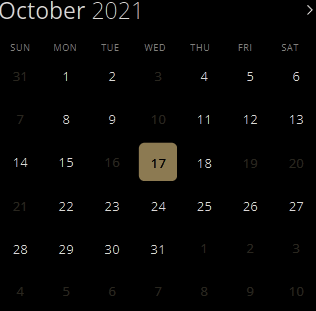 October 2021
SUN MON TUE WED THU FRI SAT
31 1 2 3 4 5 6
7 8 9 10 11 12 13
14 15 16 17 18 19 20
21 22 23 24 25 26 27
28 29 30 31 1 2 3
4 5 6 7 8 9 10